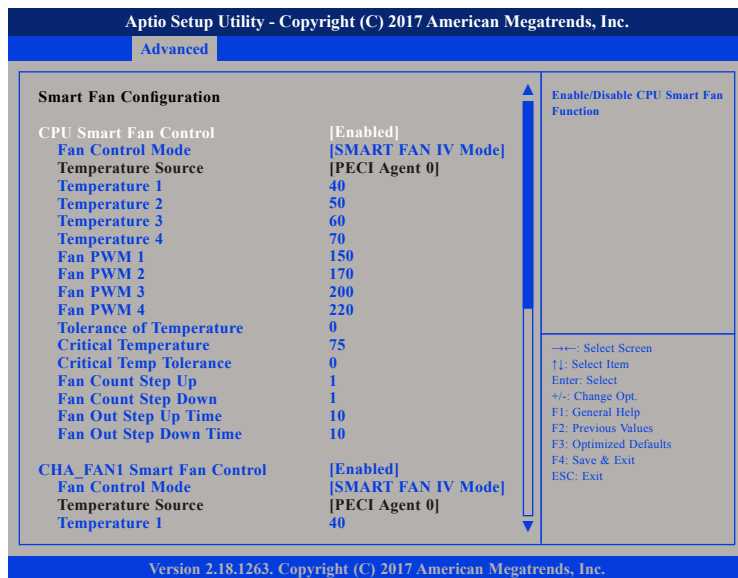 Aptio Setup Utility - Copyright (C) 2017 American Megatrends, Inc.
Advanced
Smart Fan Configuration
CPU Smart Fan Control [Enabled]
Fan Control Mode [SMART FAN IV Mode]
Temperature Source [PECI Agent 0]
Temperature 1 40
Temperature 2 50
Temperature 3 60
Temperature 4 70
Fan PWM 1 150
Fan PWM 2 170
Fan PWM 3 200
Fan PWM 4 220
Tolerance of Temperature 0
Critical Temperature 75
Critical Temp Tolerance 0
Fan Count Step Up 1
Fan Count Step Down 1
Fan Out Step Up Time 10
Fan Out Step Down Time 10
CHA_FAN1 Smart Fan Control [Enabled]
Fan Control Mode [SMART FAN IV Mode]
Temperature Source [PECI Agent 0]
Temperature 1 40
Enable/Disable CPU Smart Fan
Function
→←: Select Screen
↑↓: Select Item
Enter: Select
+/-: Change Opt.
F1: General Help
F2: Previous Values
F3: Optimized Defaults
F4: Save & Exit
ESC: Exit
Version 2.18.1263. Copyright (C) 2017 American Megatrends, Inc.